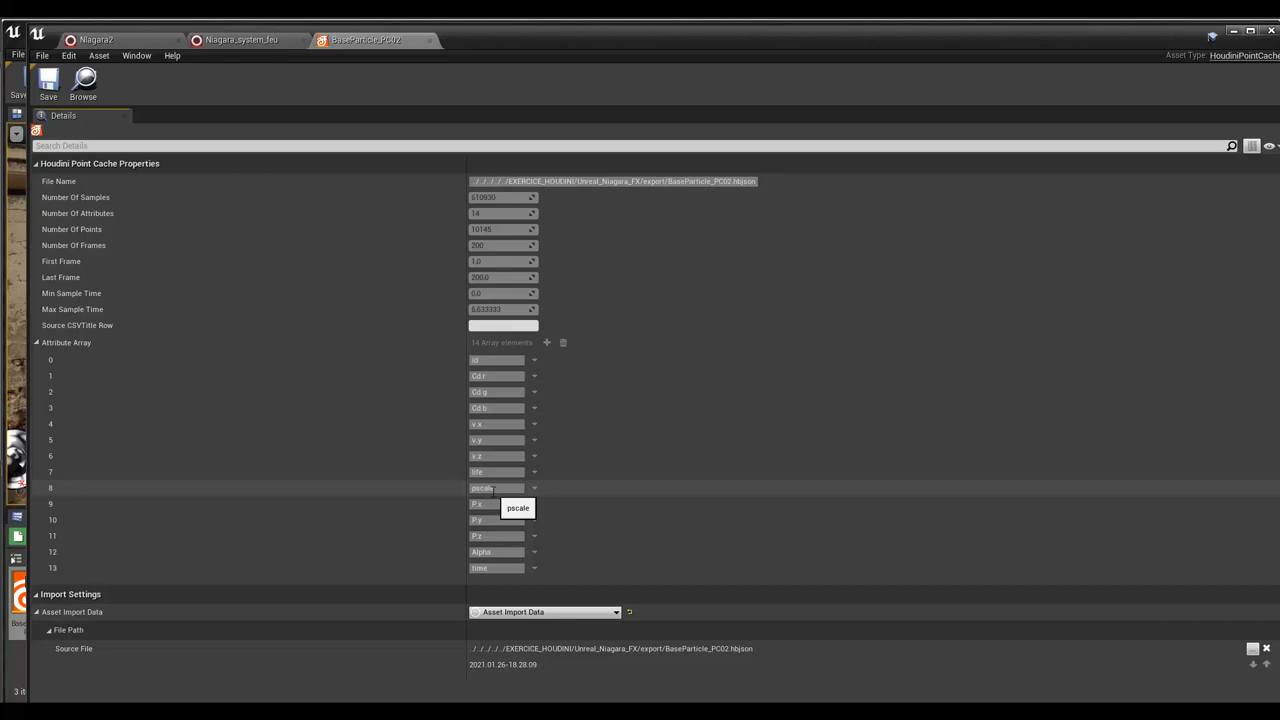 NIagara2
Niagara_system_feu
BaseParticle_PC02
File
File Edit Asset Window Help
Asset Type: HoudiniPointCache
Save Browse
Details
Search Details
Houdini Point Cache Properties
File Name ../../../../../EXERCICE_HOUDINI/Unreal_Niagara_FX/export/BaseParticle_PC02.hbjson
Number Of Samples 510930
Number Of Attributes 14
Number Of Points 10145
Number Of Frames 200
First Frame 1.0
Last Frame 200.0
Min Sample Time 0.0
Max Sample Time 6.633333
Source CSVTitle Row
Attribute Array 14 Array elements
0 id
1 Cd.r
2 Cd.g
3 Cd.b
4 v.x
5 v.y
6 v.z
7 life
8 pscale
9 P.x
pscale
10 P.y
11 P.z
12 Alpha
13 time
Import Settings
Asset Import Data Asset Import Data
File Path
Source File ../../../../../EXERCICE_HOUDINI/Unreal_Niagara_FX/export/BaseParticle_PC02.hbjson
2021.01.26-18.28.09